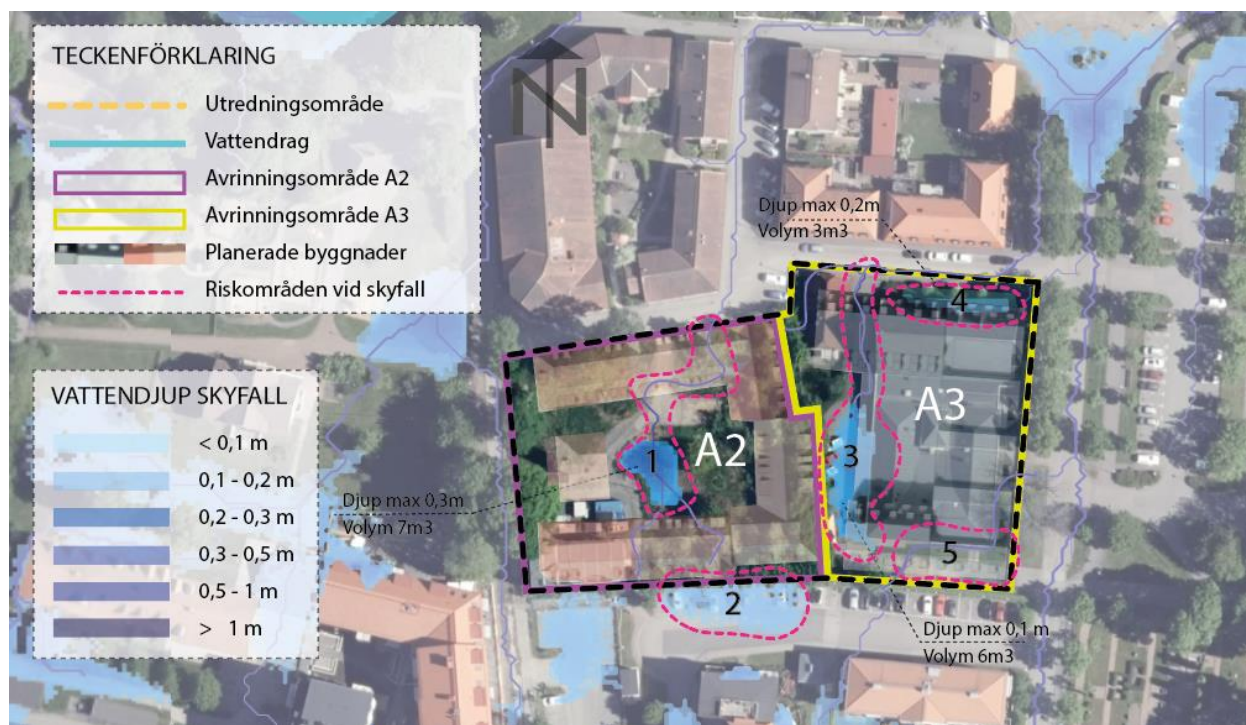 TECKENFÖRKLARING
Utredningsområde
Vattendrag
Avrinningsområde A2
Avrinningsområde A3
Planerade byggnader
Riskområden vid skyfall
N
VATTENDJUP SKYFALL
< 0,1 m
0,1 - 0,2 m
0,2 - 0,3 m
0,3 - 0,5 m
0,5 - 1 m
> 1 m
Djup max 0,2m
Volym 3m3
4
A3
A2
1
3
Djup max 0,3m
Volym 7m3
5
2
Djup max 0,1 m
Volym 6m3